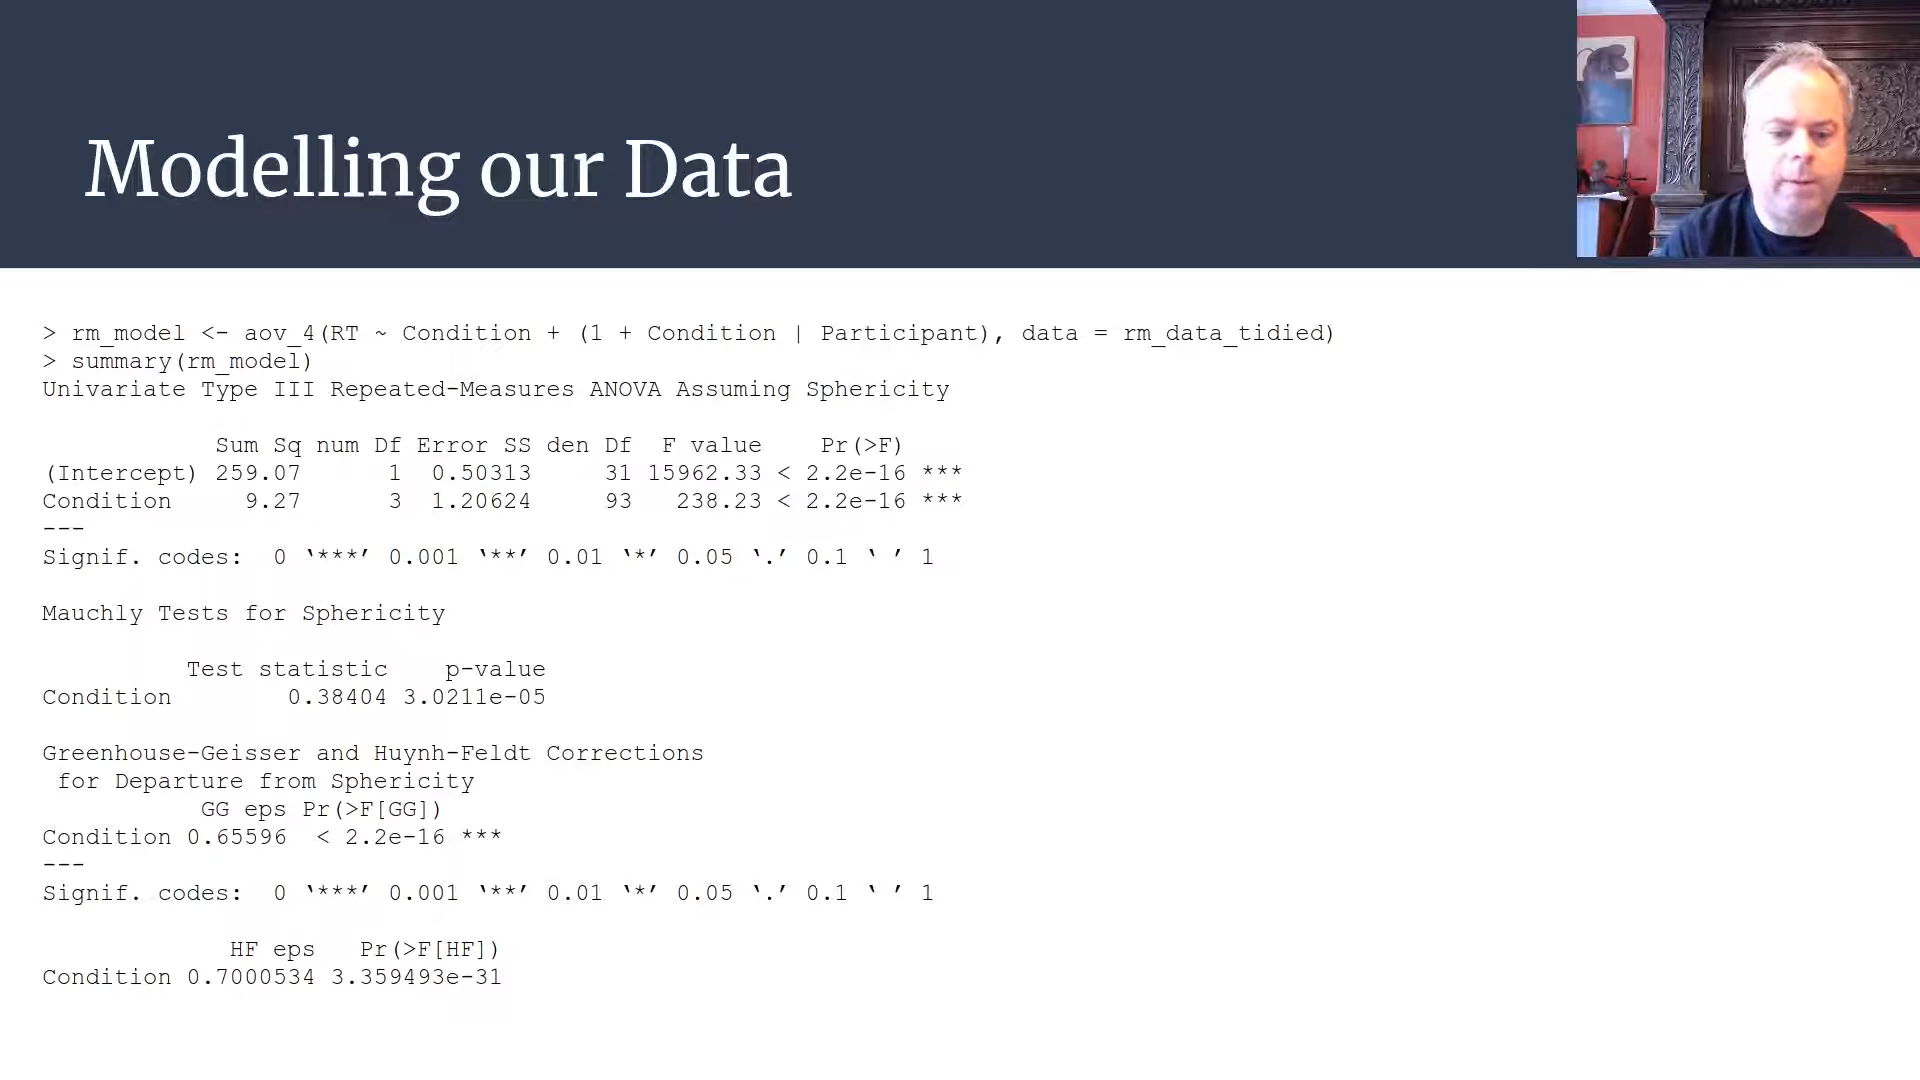 Modelling our Data
> rm_model <- aov_4(RT ~ Condition + (1 + Condition | Participant), data = rm_data_tidied)
> summary(rm_model)
Univariate Type III Repeated-Measures ANOVA Assuming Sphericity
Sum Sq num Df Error SS den Df F value Pr(>F)
(Intercept) 259.07 1 0.50313 31 15962.33 < 2.2e-16 ***
Condition 9.27 3 1.20624 93 238.23 < 2.2e-16 ***
---
Signif. codes: 0 ‘***’ 0.001 ‘**’ 0.01 ‘*’ 0.05 ‘.’ 0.1 ‘ ’ 1
Mauchly Tests for Sphericity
Test statistic p-value
Condition 0.38404 3.0211e-05
Greenhouse-Geisser and Huynh-Feldt Corrections
for Departure from Sphericity
GG eps Pr(>F[GG])
Condition 0.65596 < 2.2e-16 ***
---
Signif. codes: 0 ‘***’ 0.001 ‘**’ 0.01 ‘*’ 0.05 ‘.’ 0.1 ‘ ’ 1
HF eps Pr(>F[HF])
Condition 0.7000534 3.359493e-31